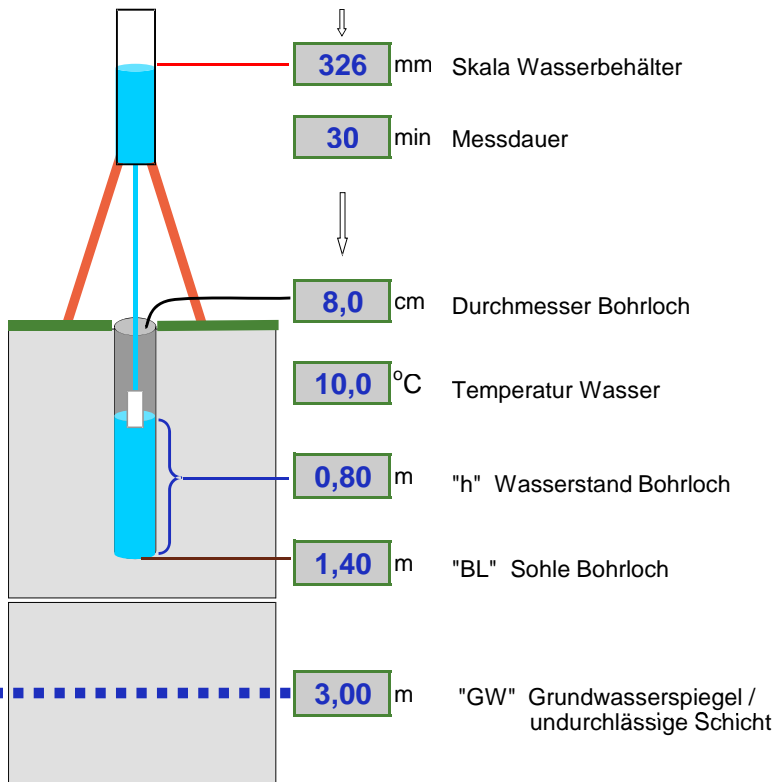 326 mm Skala Wasserbehälter
30 min Messdauer
8,0 cm Durchmesser Bohrloch
10,0 °C Temperatur Wasser
0,80 m "h" Wasserstand Bohrloch
1,40 m "BL" Sohle Bohrloch
3,00 m "GW" Grundwasserspiegel /
undurchlässige Schicht